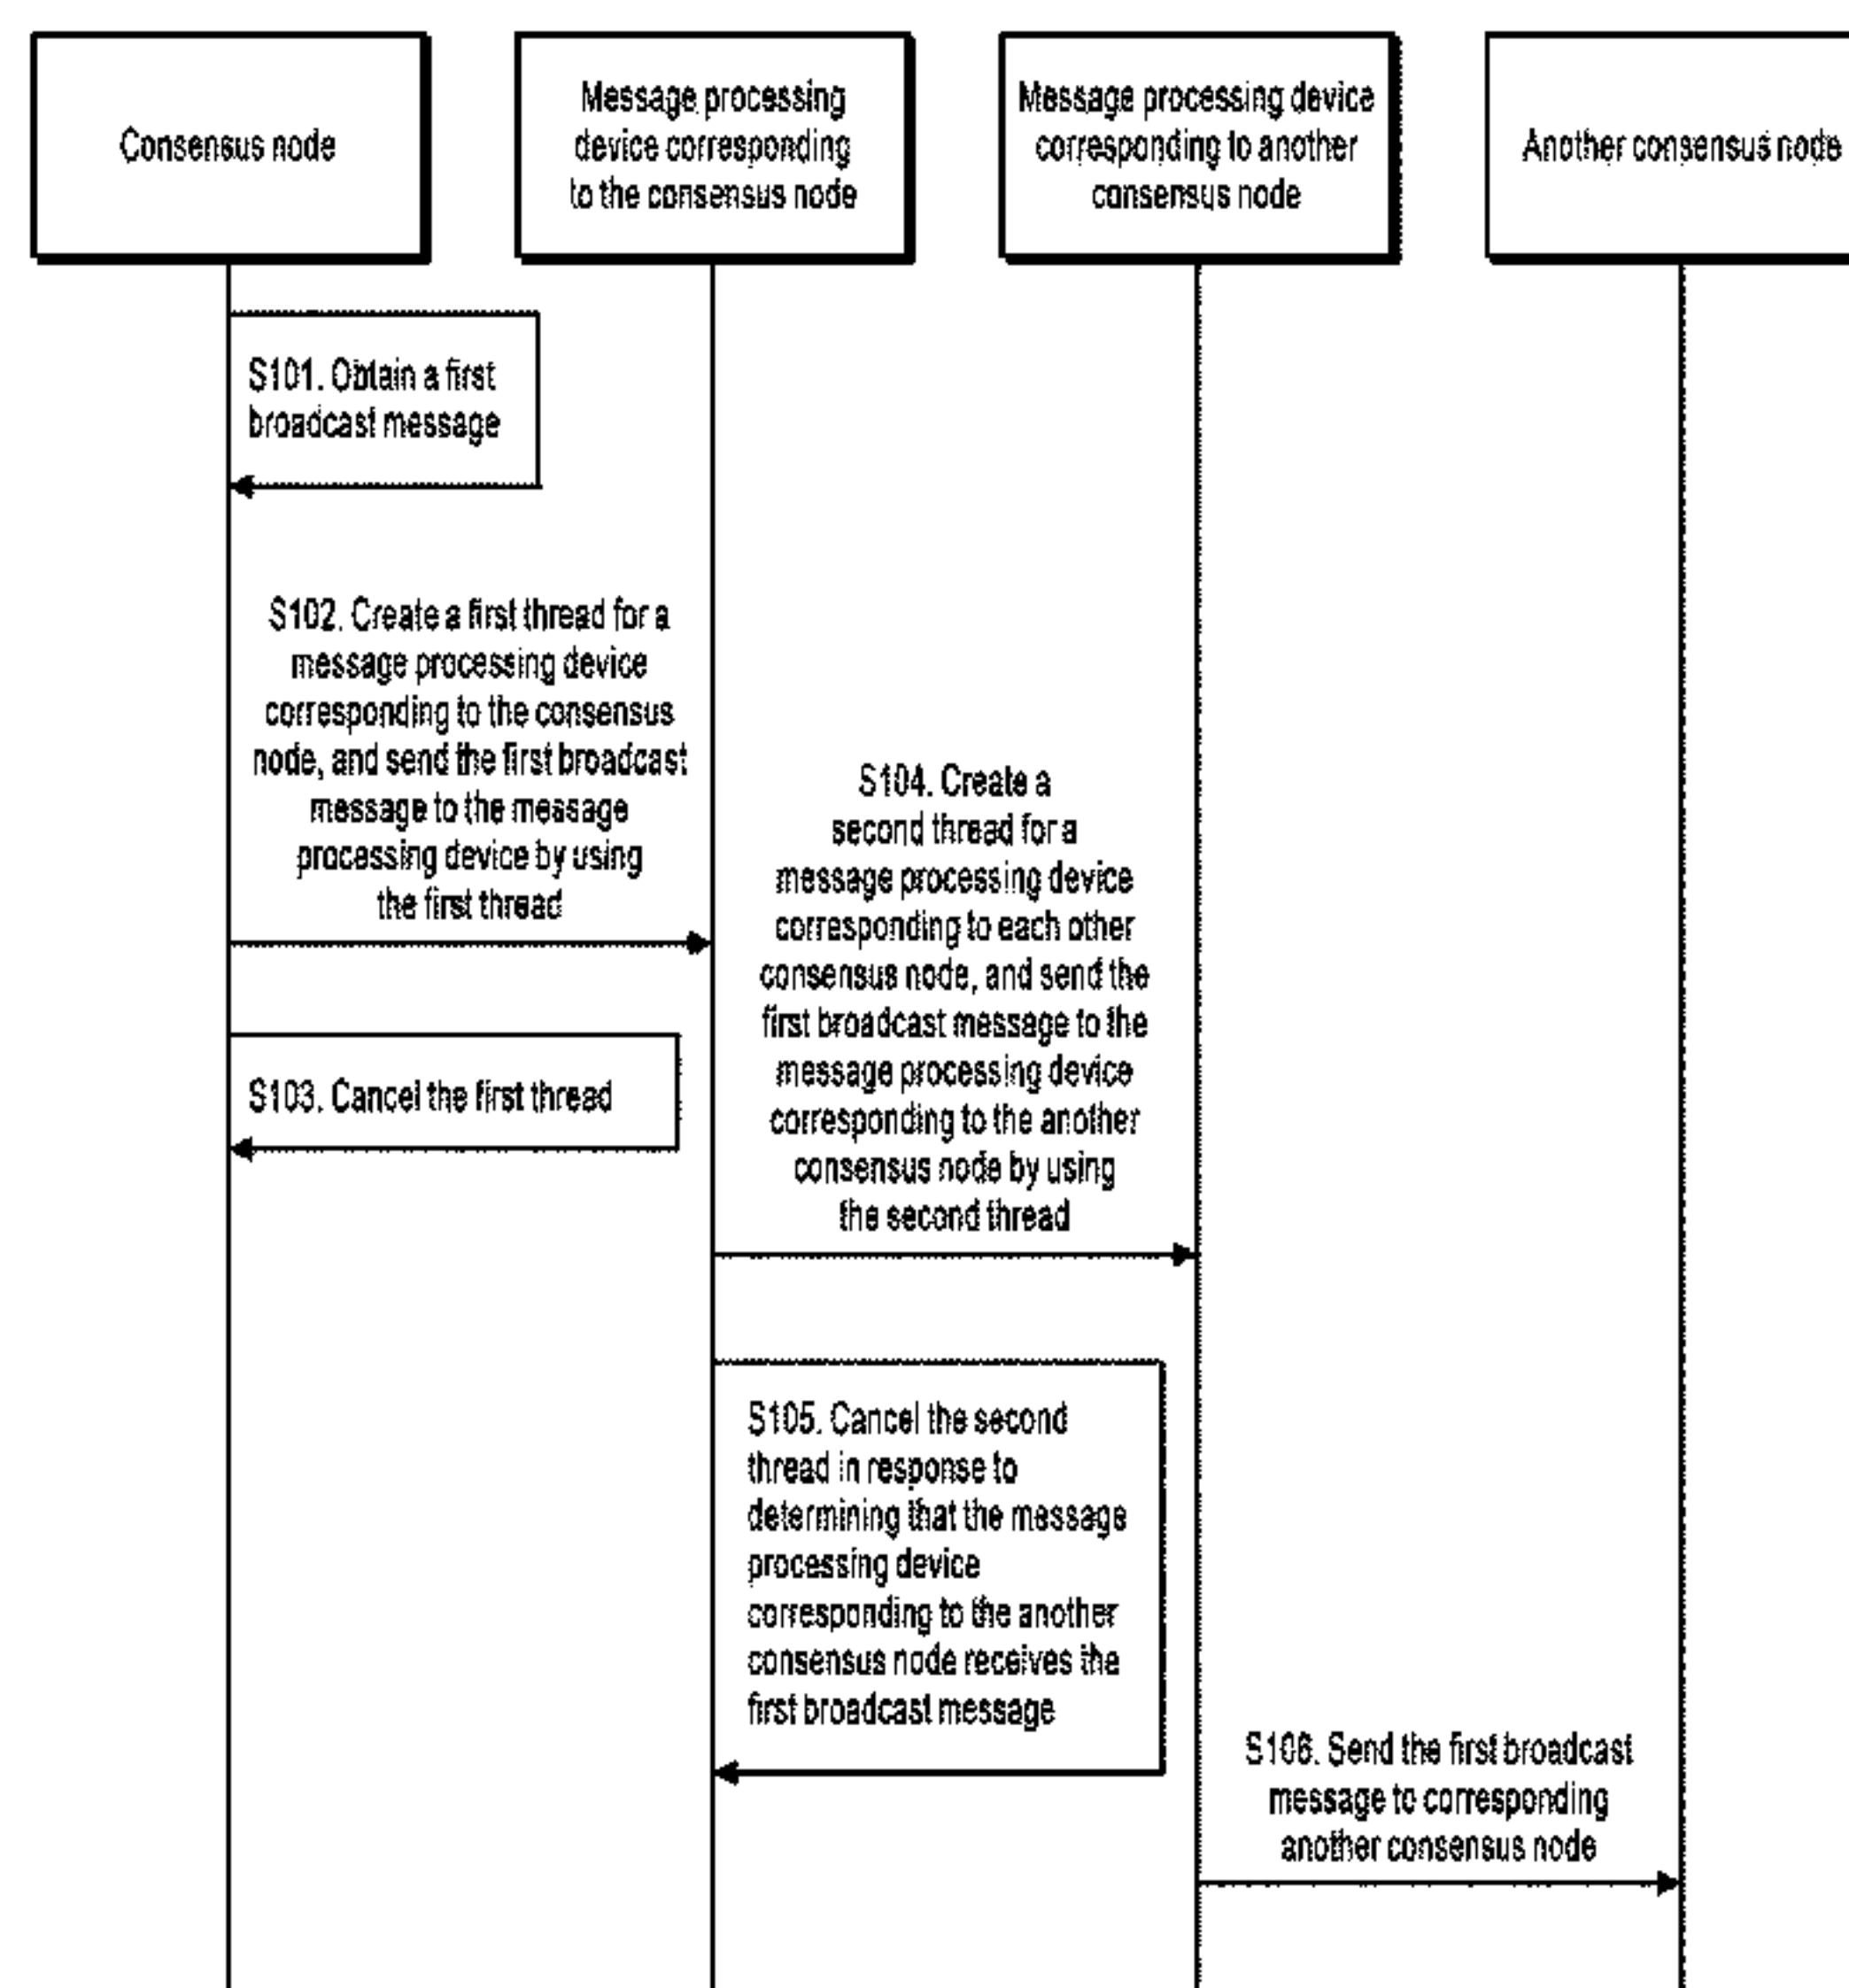 Consensus node
Message processing
device corresponding
to the consensus node
Message processing device
corresponding to another
consensus node
Another consensus node
S101. Obtain a first
broadcast message
S102. Create a first thread for a
message processing device
corresponding to the consensus
node, and send the first broadcast
message to the message
processing device by using
the first thread
S103. Cancel the first thread
S104. Create a
second thread for a
message processing device
corresponding to each other
consensus node, and send the
first broadcast message to the
message processing device
corresponding to the another
consensus node by using
the second thread
S105. Cancel the second
thread in response to
determining that the message
processing device
corresponding to the another
consensus node receives the
first broadcast message
S106. Send the first broadcast
message to corresponding
another consensus node